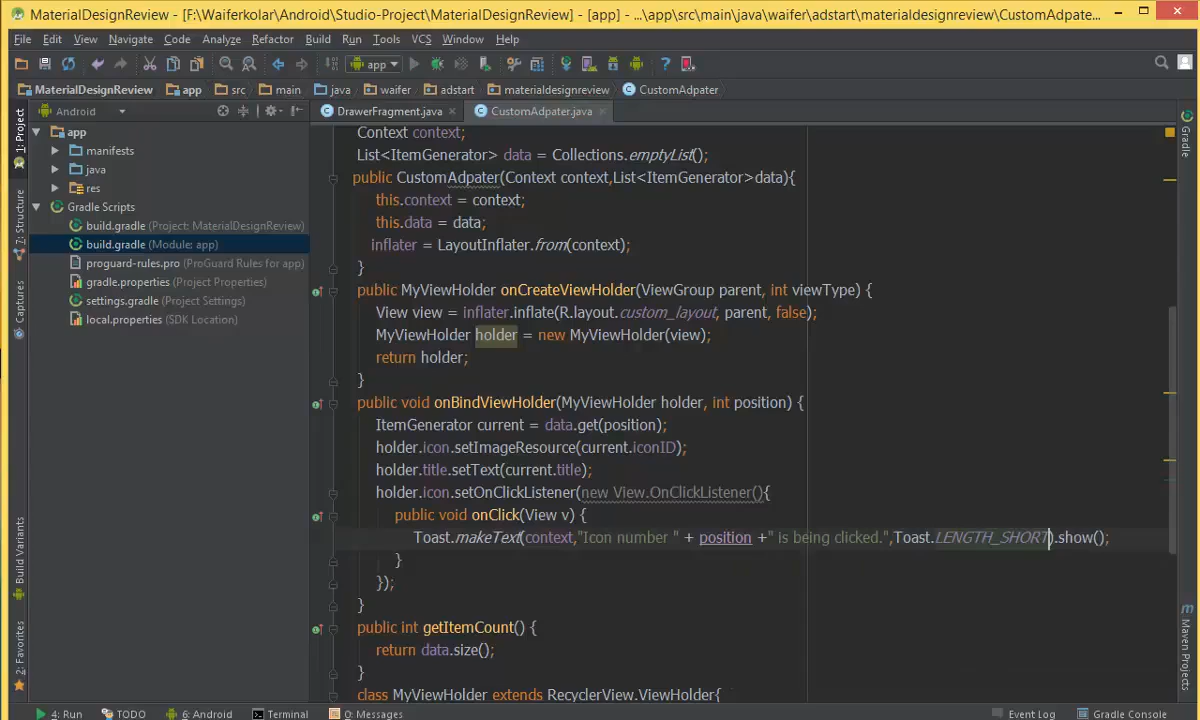 MaterialDesignReview - [F:\Waiferkolar\Android\Studio-Project\MaterialDesignReview] - [app] - ...\app\src\main\java\waifer\adstart\materialdesignreview\CustomAdpate...
File Edit View Navigate Code Analyze Refactor Build Run Tools VCS Window Help
app
MaterialDesignReview app src main java waifer adstart materialdesignreview CustomAdpater
Android
DrawerFragment.java CustomAdpater.java
1: Project
7: Structure
Captures
Build Variants
2: Favorites
app
manifests
java
res
Gradle Scripts
build.gradle (Project: MaterialDesignReview)
build.gradle (Module: app)
proguard-rules.pro (ProGuard Rules for app)
gradle.properties (Project Properties)
settings.gradle (Project Settings)
local.properties (SDK Location)
Context context;
List<ItemGenerator> data = Collections.emptyList();
public CustomAdpater(Context context,List<ItemGenerator>data){
this.context = context;
this.data = data;
inflater = LayoutInflater.from(context);
}
public MyViewHolder onCreateViewHolder(ViewGroup parent, int viewType) {
View view = inflater.inflate(R.layout.custom_layout, parent, false);
MyViewHolder holder = new MyViewHolder(view);
return holder;
}
public void onBindViewHolder(MyViewHolder holder, int position) {
ItemGenerator current = data.get(position);
holder.icon.setImageResource(current.iconID);
holder.title.setText(current.title);
holder.icon.setOnClickListener(new View.OnClickListener(){
public void onClick(View v) {
Toast.makeText(context,"Icon number " + position +" is being clicked.",Toast.LENGTH_SHORT).show();
}
});
}
public int getItemCount() {
return data.size();
}
class MyViewHolder extends RecyclerView.ViewHolder{
Gradle
m
Maven Projects
4: Run TODO 6: Android Terminal 0: Messages Event Log Gradle Console